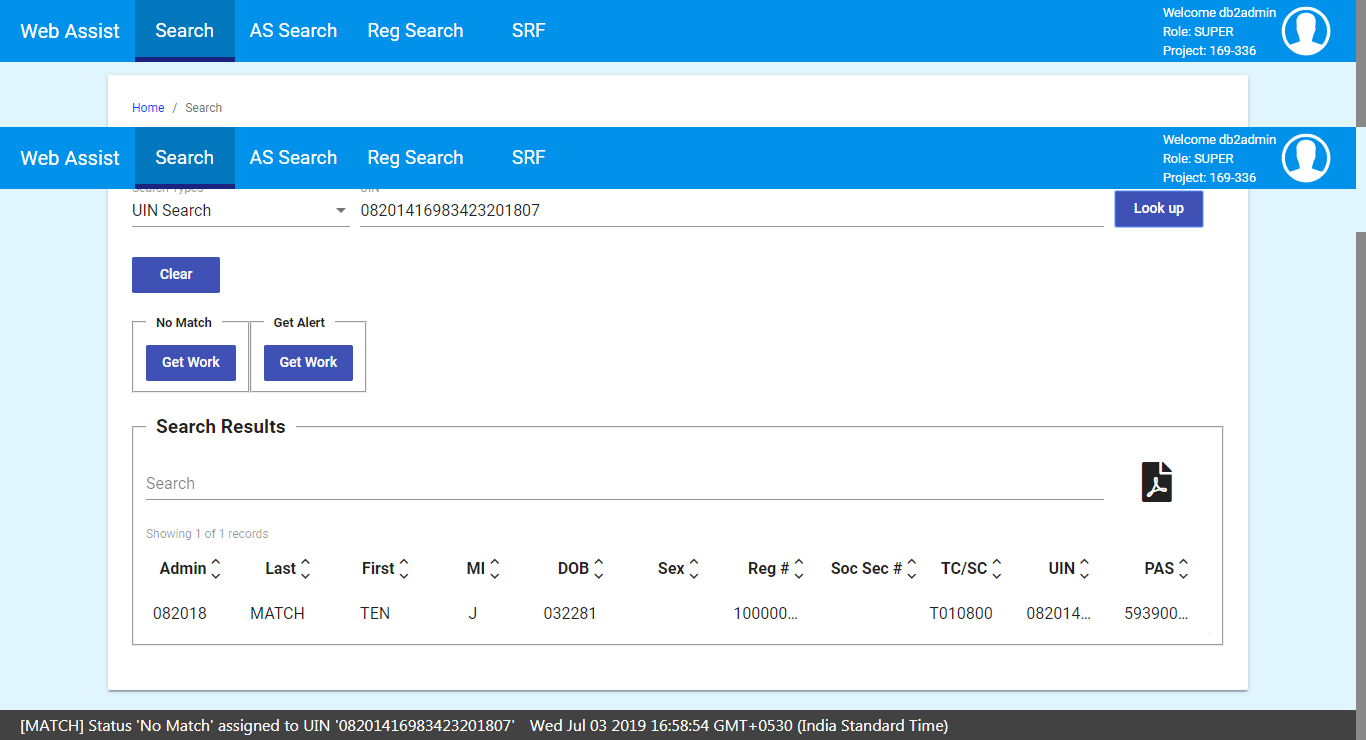 Web Assist Search AS Search Reg Search SRF
Welcome db2admin
Role: SUPER
Project: 169-336
Home / Search
Web Assist Search AS Search Reg Search SRF
Welcome db2admin
Role: SUPER
Project: 169-336
Search Types UIN
UIN Search 08201416983423201807 Look up
Clear
No Match Get Alert
Get Work Get Work
Search Results
Search
Showing 1 of 1 records
Admin Last First MI DOB Sex Reg # Soc Sec # TC/SC UIN PAS
082018 MATCH TEN J 032281 100000... T010800 082014... 593900...
[MATCH] Status 'No Match' assigned to UIN '08201416983423201807' Wed Jul 03 2019 16:58:54 GMT+0530 (India Standard Time)